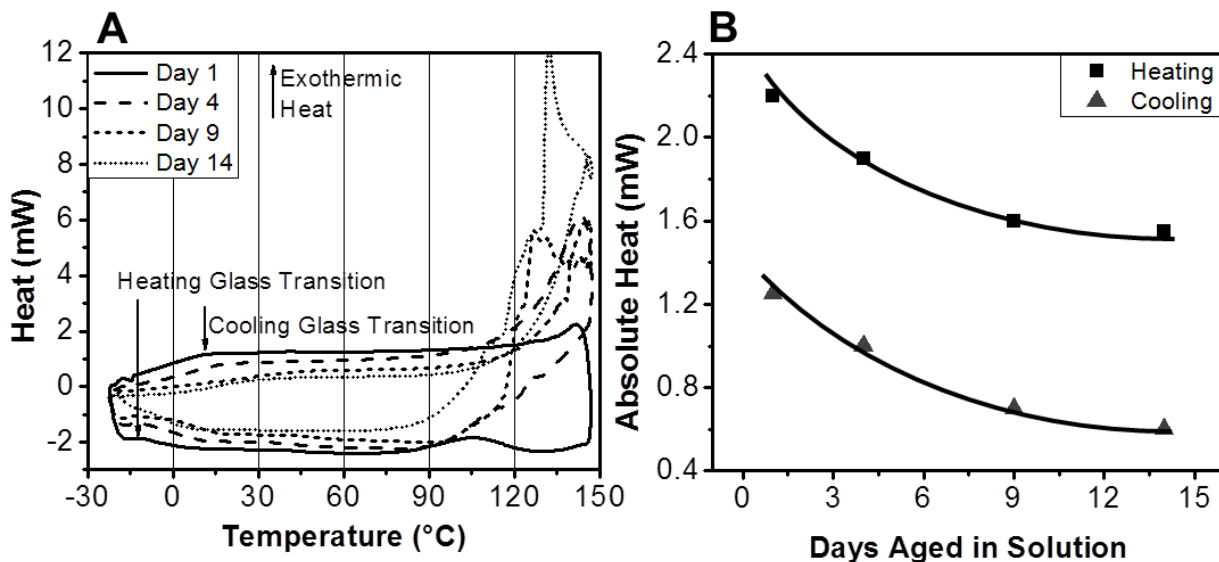 A
12
10
8
6
4
2
0
-2
Heat (mW)
Day 1
Day 4
Day 9
Day 14
Exothermic
Heat
Heating Glass Transition
Cooling Glass Transition
-30 0 30 60 90 120 150
Temperature (°C)
B
2.4
2.0
1.6
1.2
0.8
0.4
Absolute Heat (mW)
Heating
Cooling
0 3 6 9 12 15
Days Aged in Solution